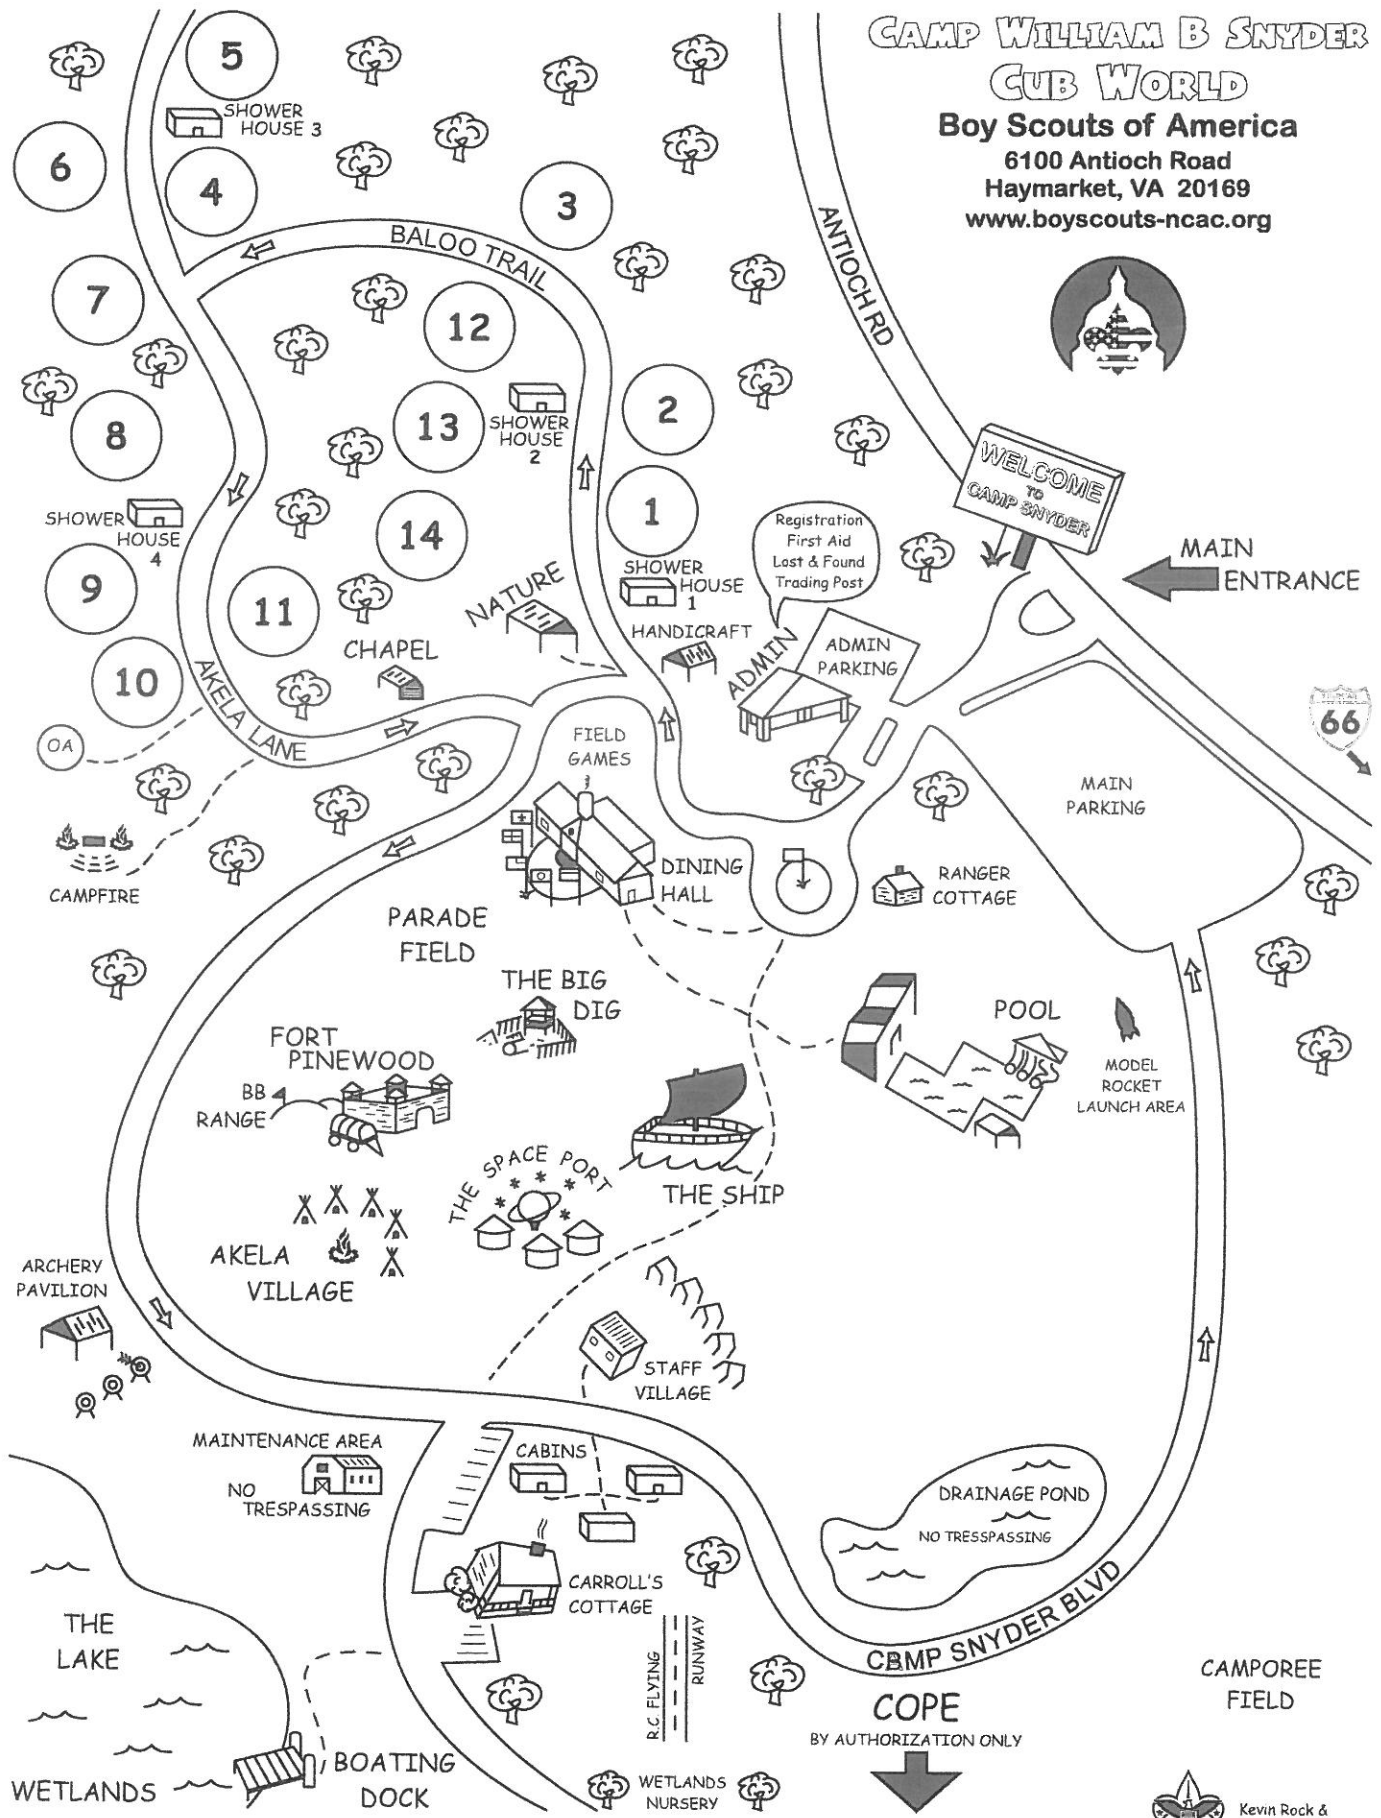 CAMP WILLIAM B SNYDER
CUB WORLD
Boy Scouts of America
6100 Antioch Road
Haymarket, VA 20169
www.boyscouts-ncac.org
5
SHOWER
HOUSE 3
6
4
3
BALOO TRAIL
ANTIOCH RD
7
12
2
8
13
SHOWER
HOUSE
2
WELCOME
TO
CAMP SNYDER
1
SHOWER
HOUSE
4
14
Registration
First Aid
Lost & Found
Trading Post
MAIN
ENTRANCE
9
11
NATURE
SHOWER
HOUSE
1
HANDICRAFT
CHAPEL
ADMIN
ADMIN
PARKING
10
AKELA LANE
OA
66
FIELD
GAMES
MAIN
PARKING
CAMPFIRE
DINING
HALL
RANGER
COTTAGE
PARADE
FIELD
THE BIG
DIG
POOL
FORT
PINEWOOD
BB
RANGE
MODEL
ROCKET
LAUNCH AREA
THE SPACE PORT
THE SHIP
AKELA
VILLAGE
ARCHERY
PAVILION
STAFF
VILLAGE
MAINTENANCE AREA
NO
TRESPASSING
CABINS
DRAINAGE POND
NO TRESSPASSING
CARROLL'S
COTTAGE
THE
LAKE
R.C. FLYING
RUNWAY
SNYDER BLVD
CAMPOREE
FIELD
COPE
BY AUTHORIZATION ONLY
WETLANDS
BOATING
DOCK
WETLANDS
NURSERY
Kevin Rock &